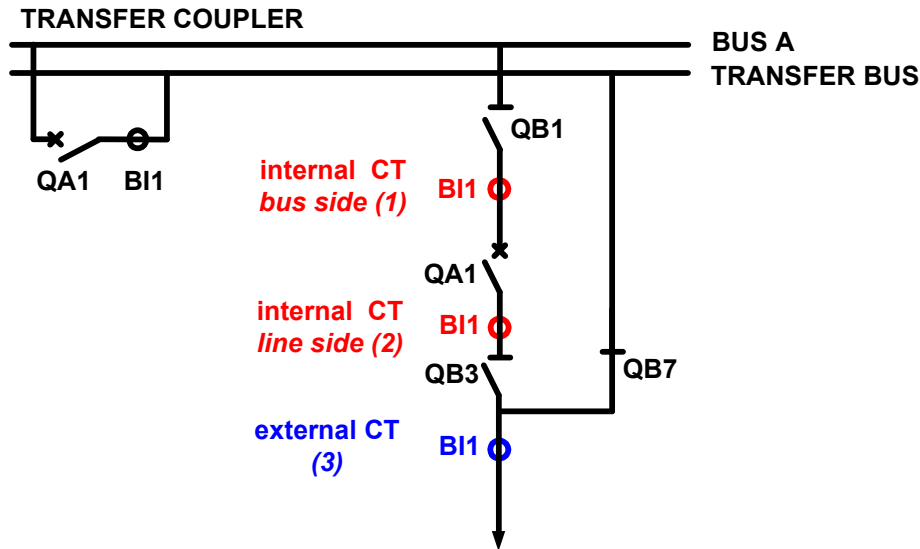 TRANSFER COUPLER
BUS A
TRANSFER BUS
QA1
BI1
QB1
internal CT
bus side (1)
BI1
QA1
internal CT
line side (2)
BI1
QB3
QB7
external CT
(3)
BI1